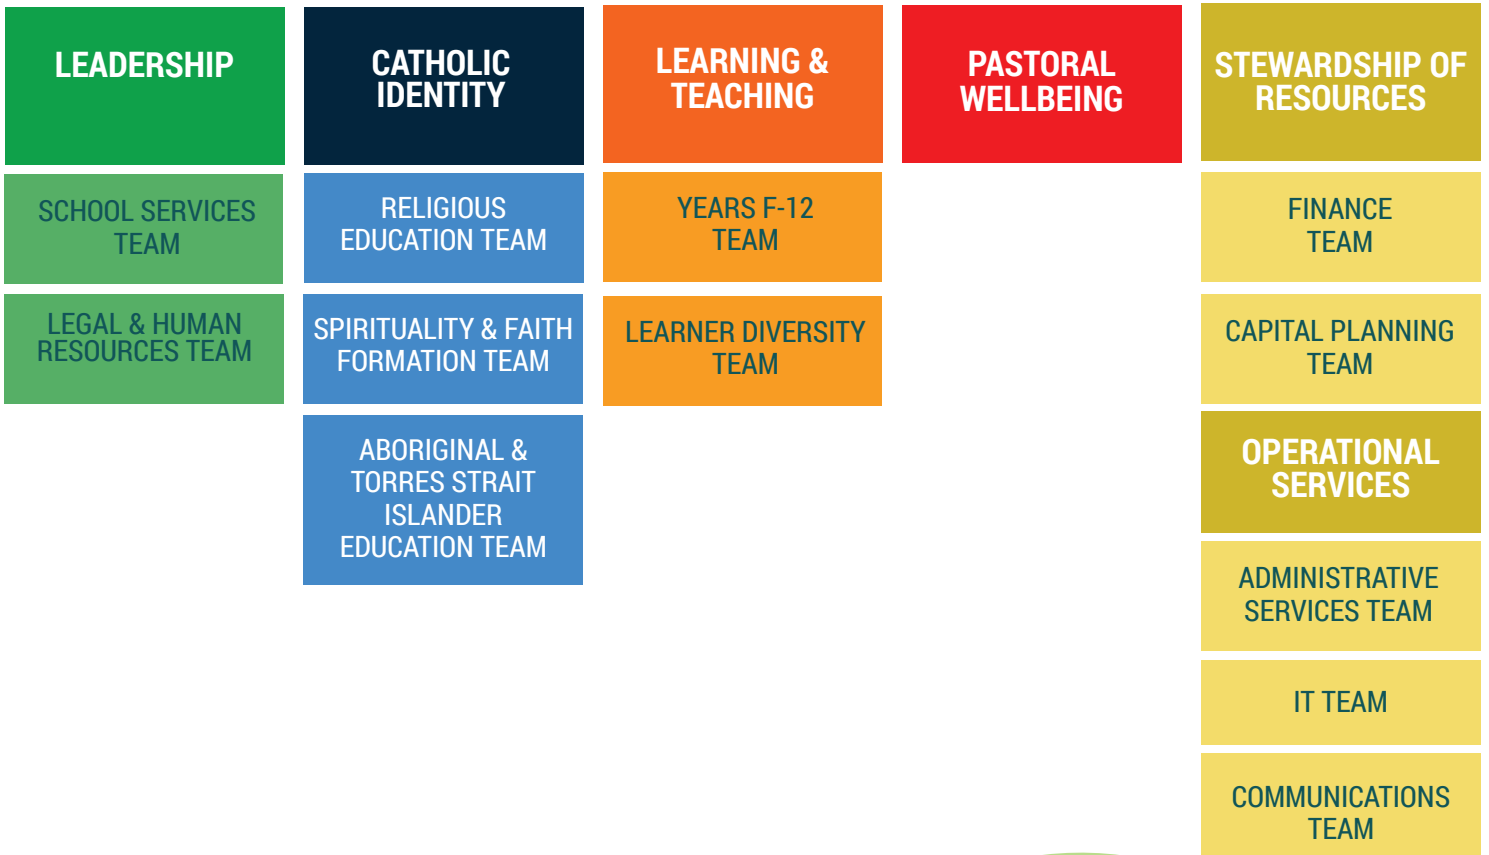 LEADERSHIP
SCHOOL SERVICES
TEAM
LEGAL & HUMAN
RESOURCES TEAM
CATHOLIC
IDENTITY
RELIGIOUS
EDUCATION TEAM
SPIRITUALITY & FAITH
FORMATION TEAM
ABORIGINAL &
TORRES STRAIT
ISLANDER
EDUCATION TEAM
LEARNING &
TEACHING
YEARS F-12
TEAM
LEARNER DIVERSITY
TEAM
PASTORAL
WELLBEING
STEWARDSHIP OF
RESOURCES
FINANCE
TEAM
CAPITAL PLANNING
TEAM
OPERATIONAL
SERVICES
ADMINISTRATIVE
SERVICES TEAM
IT TEAM
COMMUNICATIONS
TEAM